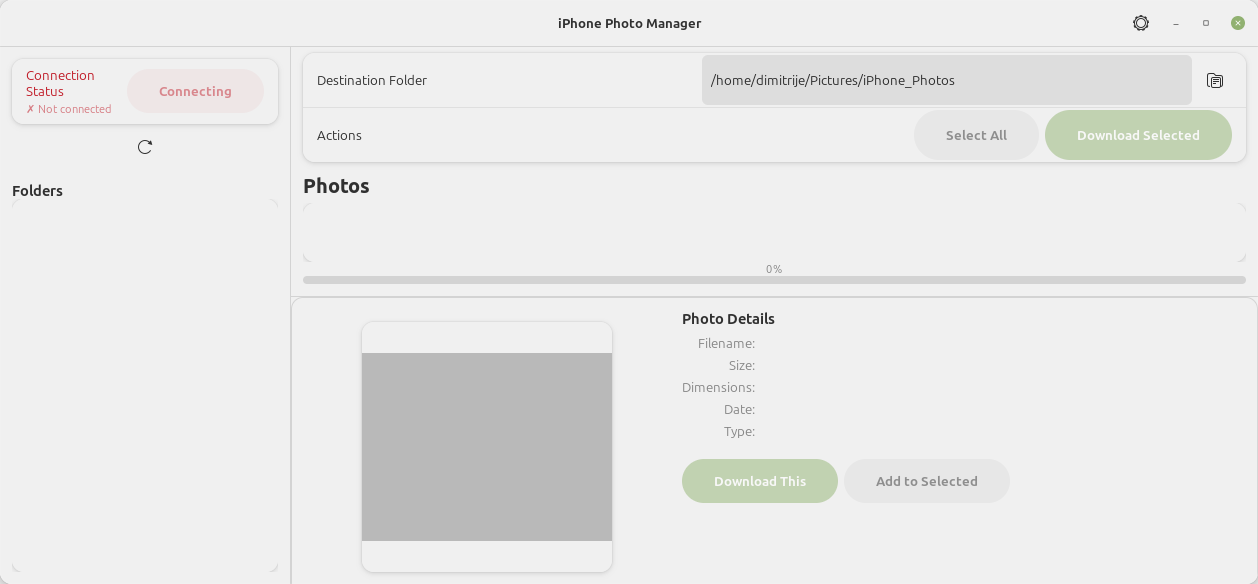 iPhone Photo Manager
Connection
Status
✗ Not connected
Connecting
Folders
Destination Folder
/home/dimitrije/Pictures/iPhone_Photos
Actions
Select All
Download Selected
Photos
0%
Photo Details
Filename:
Size:
Dimensions:
Date:
Type:
Download This
Add to Selected